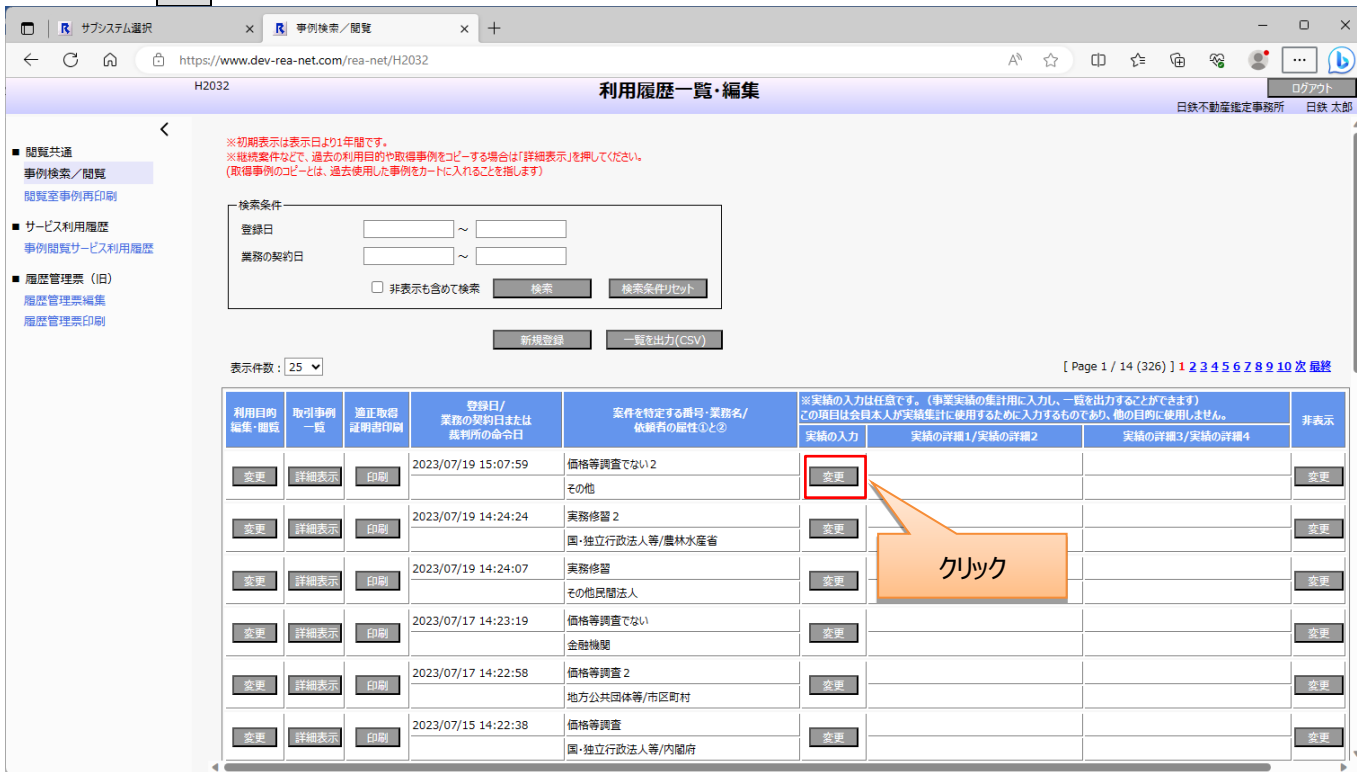 サブシステム選択
事例検索/閲覧
https://www.dev-rea-net.com/rea-net/H2032
H2032
利用履歴一覧・編集
ログアウト
日鉄不動産鑑定事務所 日鉄 太郎
■ 閲覧共通
事例検索/閲覧
閲覧室事例再印刷
■ サービス利用履歴
事例閲覧サービス利用履歴
■ 履歴管理票（旧）
履歴管理票編集
履歴管理票印刷
※初期表示は表示日より1年間です。
※継続案件などで、過去の利用目的や取得事例をコピーする場合は「詳細表示」を押してください。
(取得事例のコピーとは、過去使用した事例をカートに入れることを指します)
検索条件
登録日 ～
業務の契約日 ～
非表示も含めて検索 検索 検索条件リセット
新規登録 一覧を出力(CSV)
表示件数： 25
[ Page 1 / 14 (326) ] 1 2 3 4 5 6 7 8 9 10 次 最終
利用目的
編集・閲覧
取引事例
一覧
適正取得
証明書印刷
登録日/
業務の契約日または
裁判所の命令日
案件を特定する番号・業務名/
依頼者の属性①と②
※実績の入力は任意です。（事業実績の集計用に入力し、一覧を出力することができます）
この項目は会員本人が実績集計に使用するために入力するものであり、他の目的に使用しません。
実績の入力 実績の詳細1/実績の詳細2 実績の詳細3/実績の詳細4
非表示
変更 詳細表示 印刷 2023/07/19 15:07:59 価格等調査でない2 変更 変更
その他
変更 詳細表示 印刷 2023/07/19 14:24:24 実務修習2 変更 変更
国・独立行政法人等/農林水産省
変更 詳細表示 印刷 2023/07/19 14:24:07 実務修習 変更 変更
その他民間法人
変更 詳細表示 印刷 2023/07/17 14:23:19 価格等調査でない 変更 変更
金融機関
変更 詳細表示 印刷 2023/07/17 14:22:58 価格等調査2 変更 変更
地方公共団体等/市区町村
変更 詳細表示 印刷 2023/07/15 14:22:38 価格等調査 変更 変更
国・独立行政法人等/内閣府
クリック